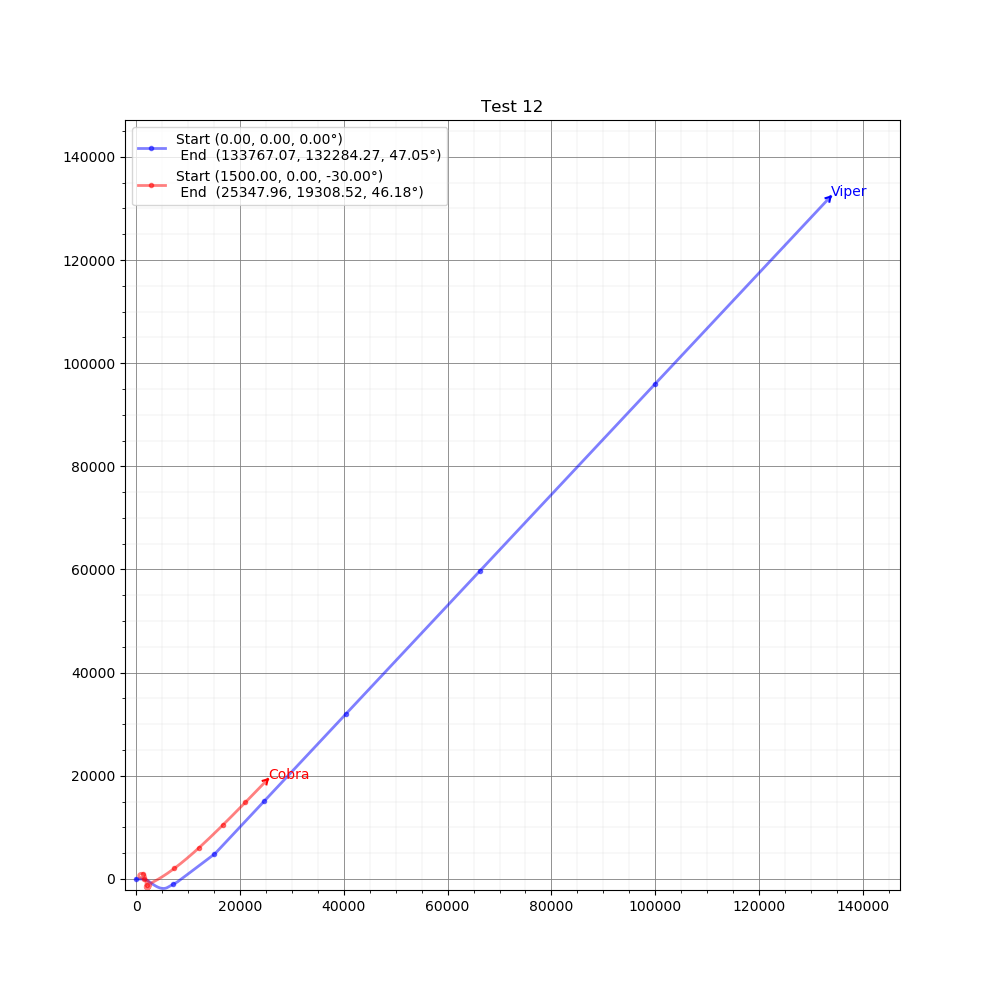 Test 12
Start (0.00, 0.00, 0.00°)
End (133767.07, 132284.27, 47.05°)
Start (1500.00, 0.00, -30.00°)
End (25347.96, 19308.52, 46.18°)
Viper
Cobra
140000
120000
100000
80000
60000
40000
20000
0
0 20000 40000 60000 80000 100000 120000 140000